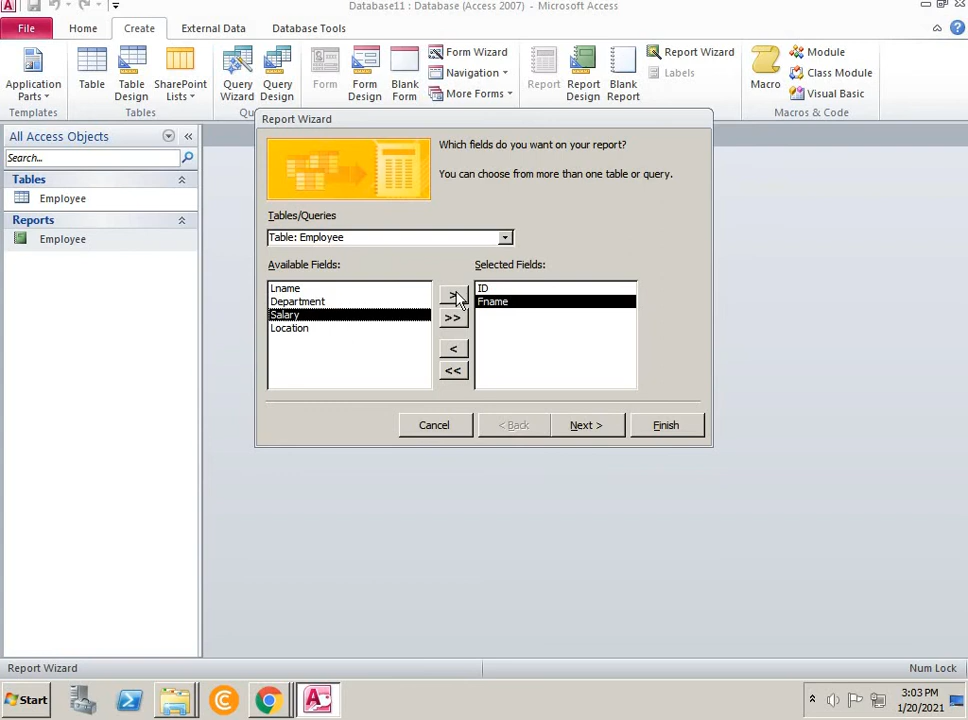 Database11 : Database (Access 2007) - Microsoft Access
File Home Create External Data Database Tools
Application Parts
Table
Table Design
SharePoint Lists
Query Wizard
Query Design
Form
Form Design
Blank Form
Form Wizard
Navigation
More Forms
Report
Report Design
Blank Report
Report Wizard
Labels
Macro
Module
Class Module
Visual Basic
Templates Tables Qu Macros & Code
All Access Objects
Search...
Tables
Employee
Reports
Employee
Report Wizard
Which fields do you want on your report?
You can choose from more than one table or query.
Tables/Queries
Table: Employee
Available Fields:
Lname
Department
Salary
Location
>
>>
<
<<
Selected Fields:
ID
Fname
Cancel < Back Next > Finish
Report Wizard Num Lock
Start
3:03 PM
1/20/2021